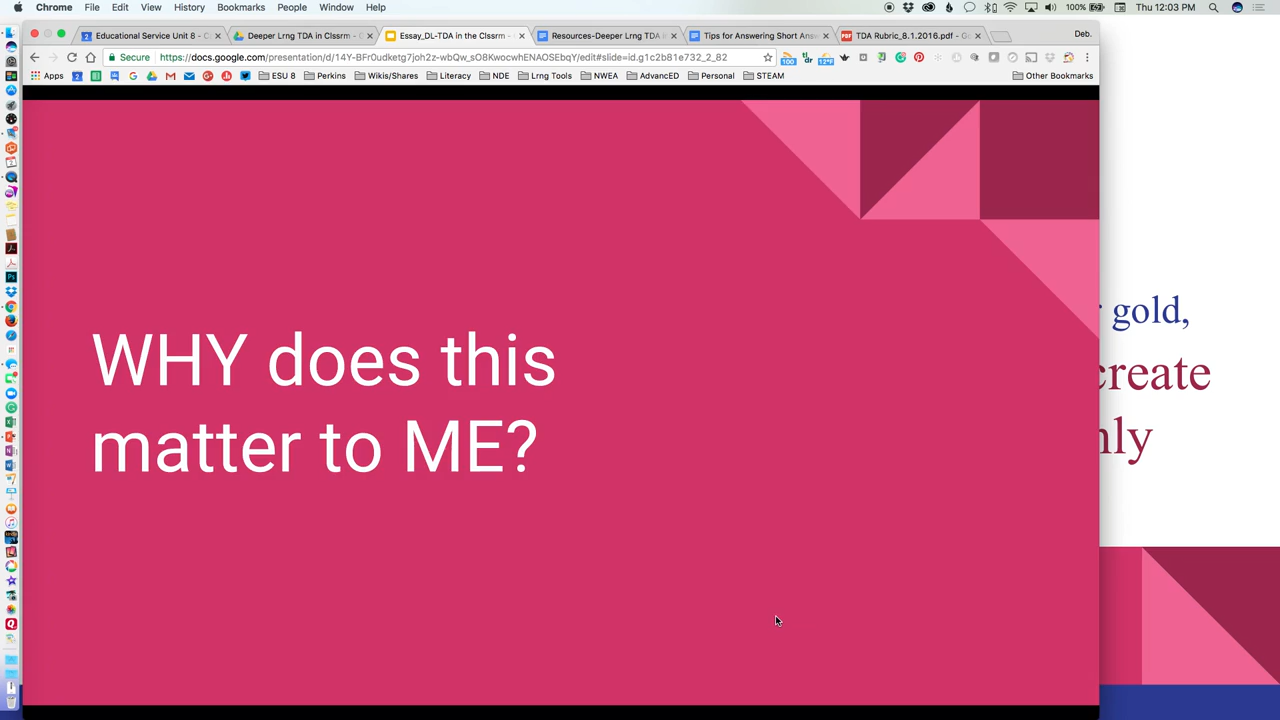 Chrome File Edit View History Bookmarks People Window Help 100% Thu 12:03 PM
Educational Service Unit 8 - C Deeper Lrng TDA in Clssrm - G Essay_DL-TDA in the Clssrm - Resources-Deeper Lrng TDA i Tips for Answering Short Answ TDA Rubric_8.1.2016.pdf - G Deb.
Secure https://docs.google.com/presentation/d/14Y-BFr0udketg7joh2z-wbQw_sO8KwocwhENAOSEbqY/edit#slide=id.g1c2b81e732_2_82
Apps ESU 8 Perkins Wikis/Shares Literacy NDE Lrng Tools NWEA AdvancED Personal STEAM Other Bookmarks
WHY does this
matter to ME?
gold,
create
nly